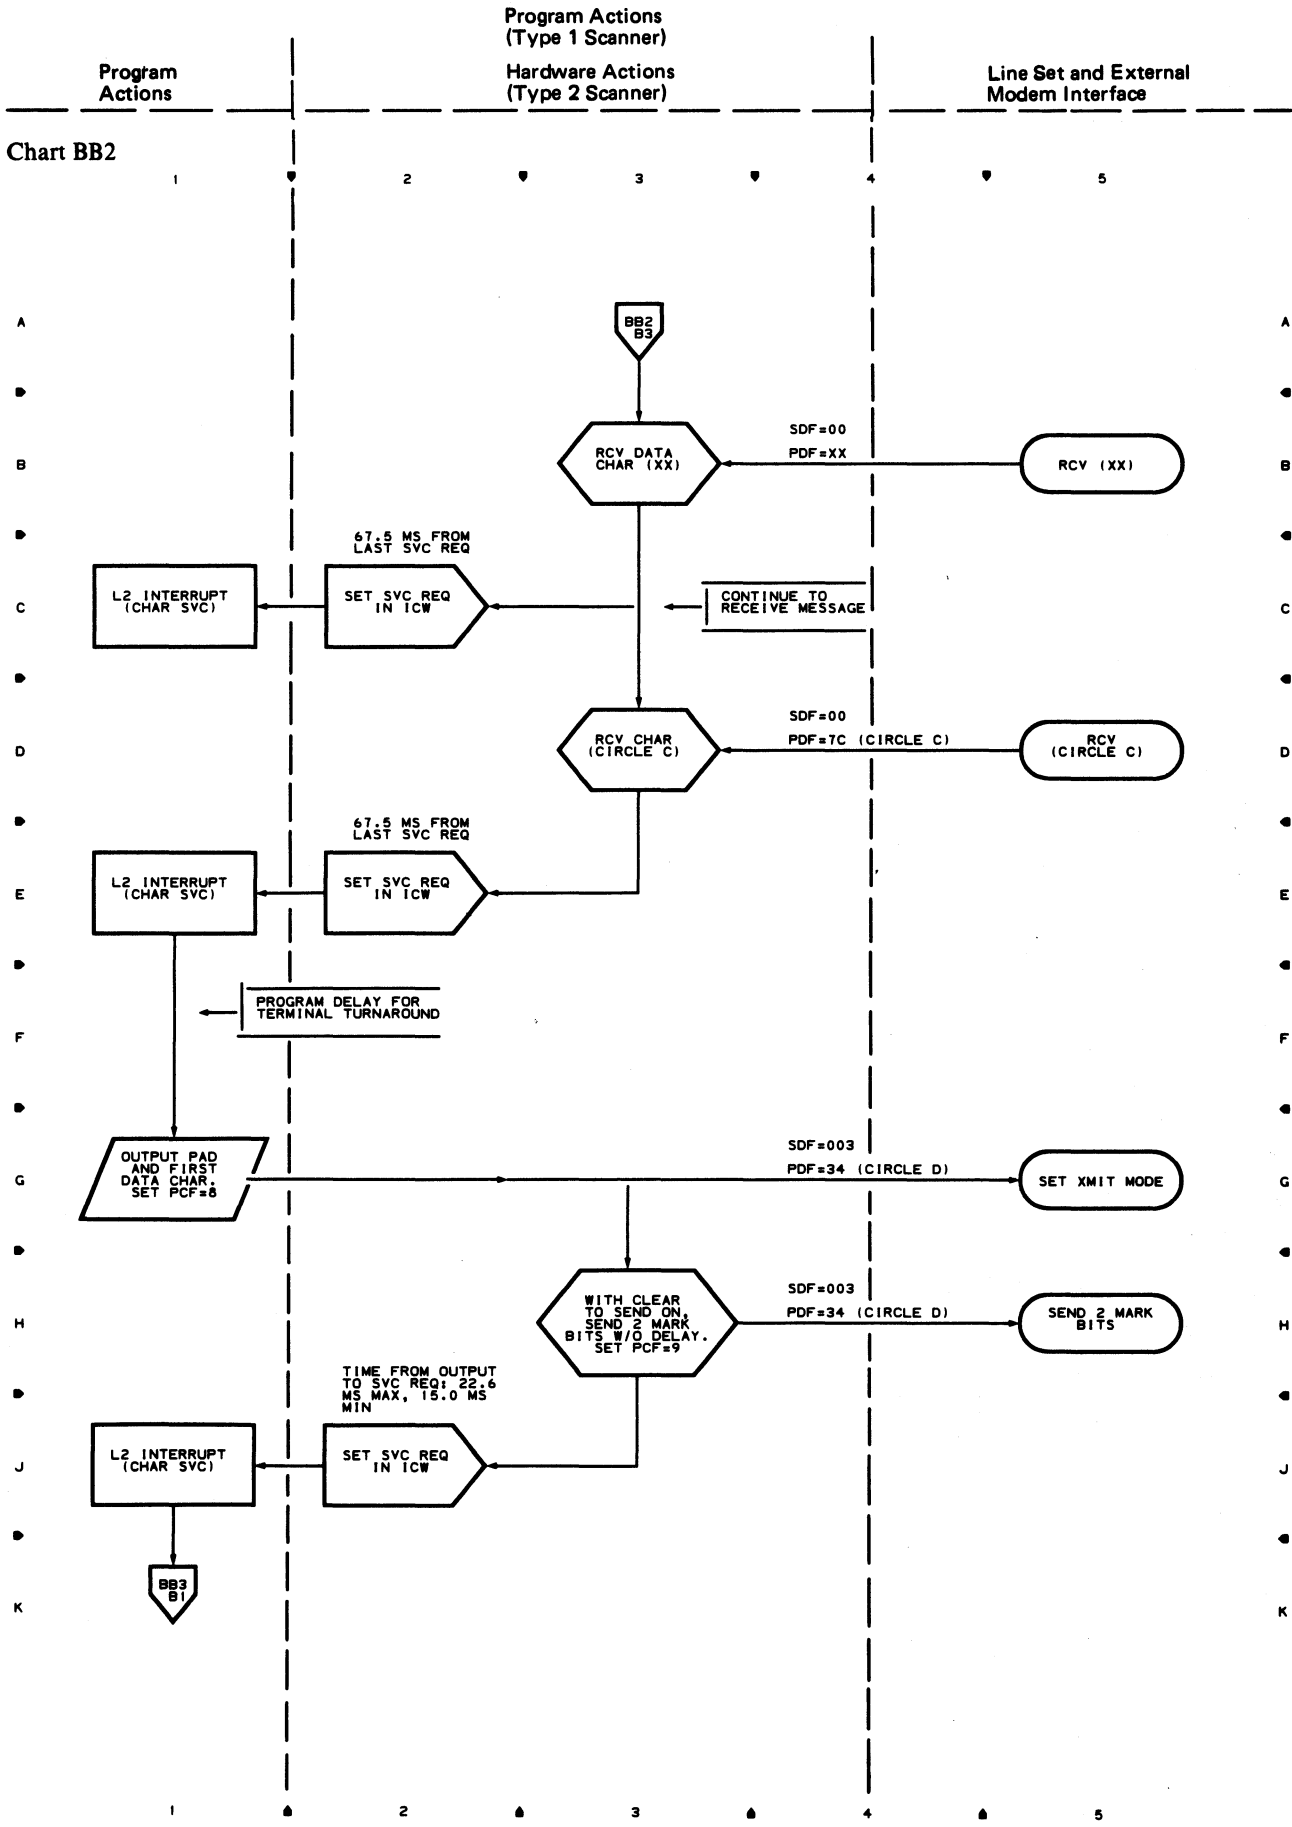 Program Actions
(Type 1 Scanner)
Program
Actions
Hardware Actions
(Type 2 Scanner)
Line Set and External
Modem Interface
Chart BB2
1 2 3 4 5
A
BB2
B3
A
SDF=00
B
RCV DATA
CHAR (XX)
PDF=XX
RCV (XX)
B
67.5 MS FROM
LAST SVC REQ
C
L2 INTERRUPT
(CHAR SVC)
SET SVC REQ
IN ICW
CONTINUE TO
RECEIVE MESSAGE
C
SDF=00
D
RCV CHAR
(CIRCLE C)
PDF=7C (CIRCLE C)
RCV
(CIRCLE C)
D
67.5 MS FROM
LAST SVC REQ
E
L2 INTERRUPT
(CHAR SVC)
SET SVC REQ
IN ICW
E
PROGRAM DELAY FOR
TERMINAL TURNAROUND
F
F
G
OUTPUT PAD
AND FIRST
DATA CHAR.
SET PCF=8
SDF=003
PDF=34 (CIRCLE D)
SET XMIT MODE
G
H
WITH CLEAR
TO SEND ON,
SEND 2 MARK
BITS W/O DELAY.
SET PCF=9
SDF=003
PDF=34 (CIRCLE D)
SEND 2 MARK
BITS
H
TIME FROM OUTPUT
TO SVC REQ: 22.6
MS MAX, 15.0 MS
MIN
J
L2 INTERRUPT
(CHAR SVC)
SET SVC REQ
IN ICW
J
K
BB3
B1
K
1 2 3 4 5